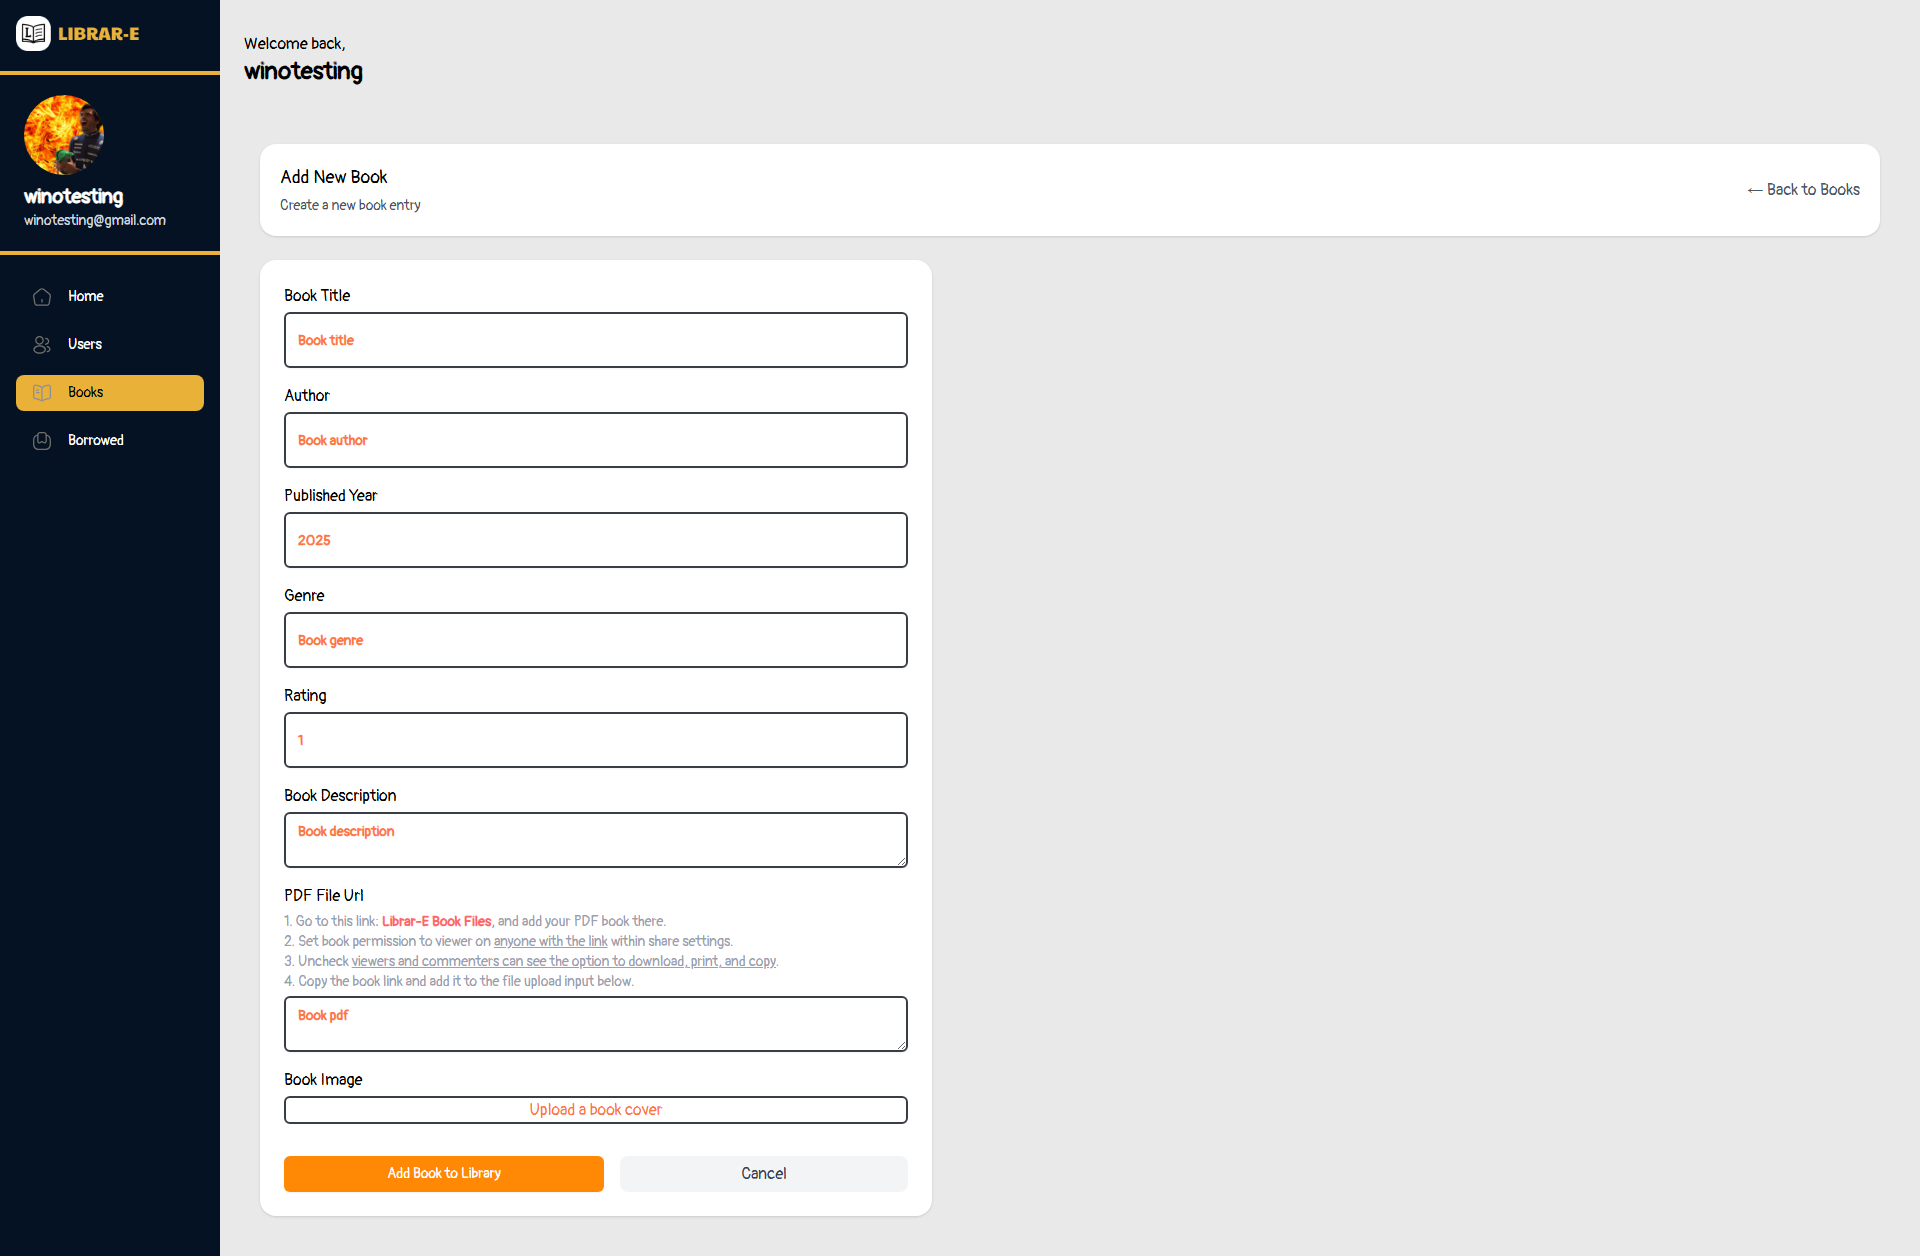 LIBRAR-E
winotesting
winotesting@gmail.com
Home
Users
Books
Borrowed
Welcome back,
winotesting
Add New Book
Create a new book entry
← Back to Books
Book Title
Book title
Author
Book author
Published Year
2025
Genre
Book genre
Rating
1
Book Description
Book description
PDF File Url
1. Go to this link: Librar-E Book Files, and add your PDF book there.
2. Set book permission to viewer on anyone with the link within share settings.
3. Uncheck viewers and commenters can see the option to download, print, and copy.
4. Copy the book link and add it to the file upload input below.
Book pdf
Book Image
Upload a book cover
Add Book to Library
Cancel